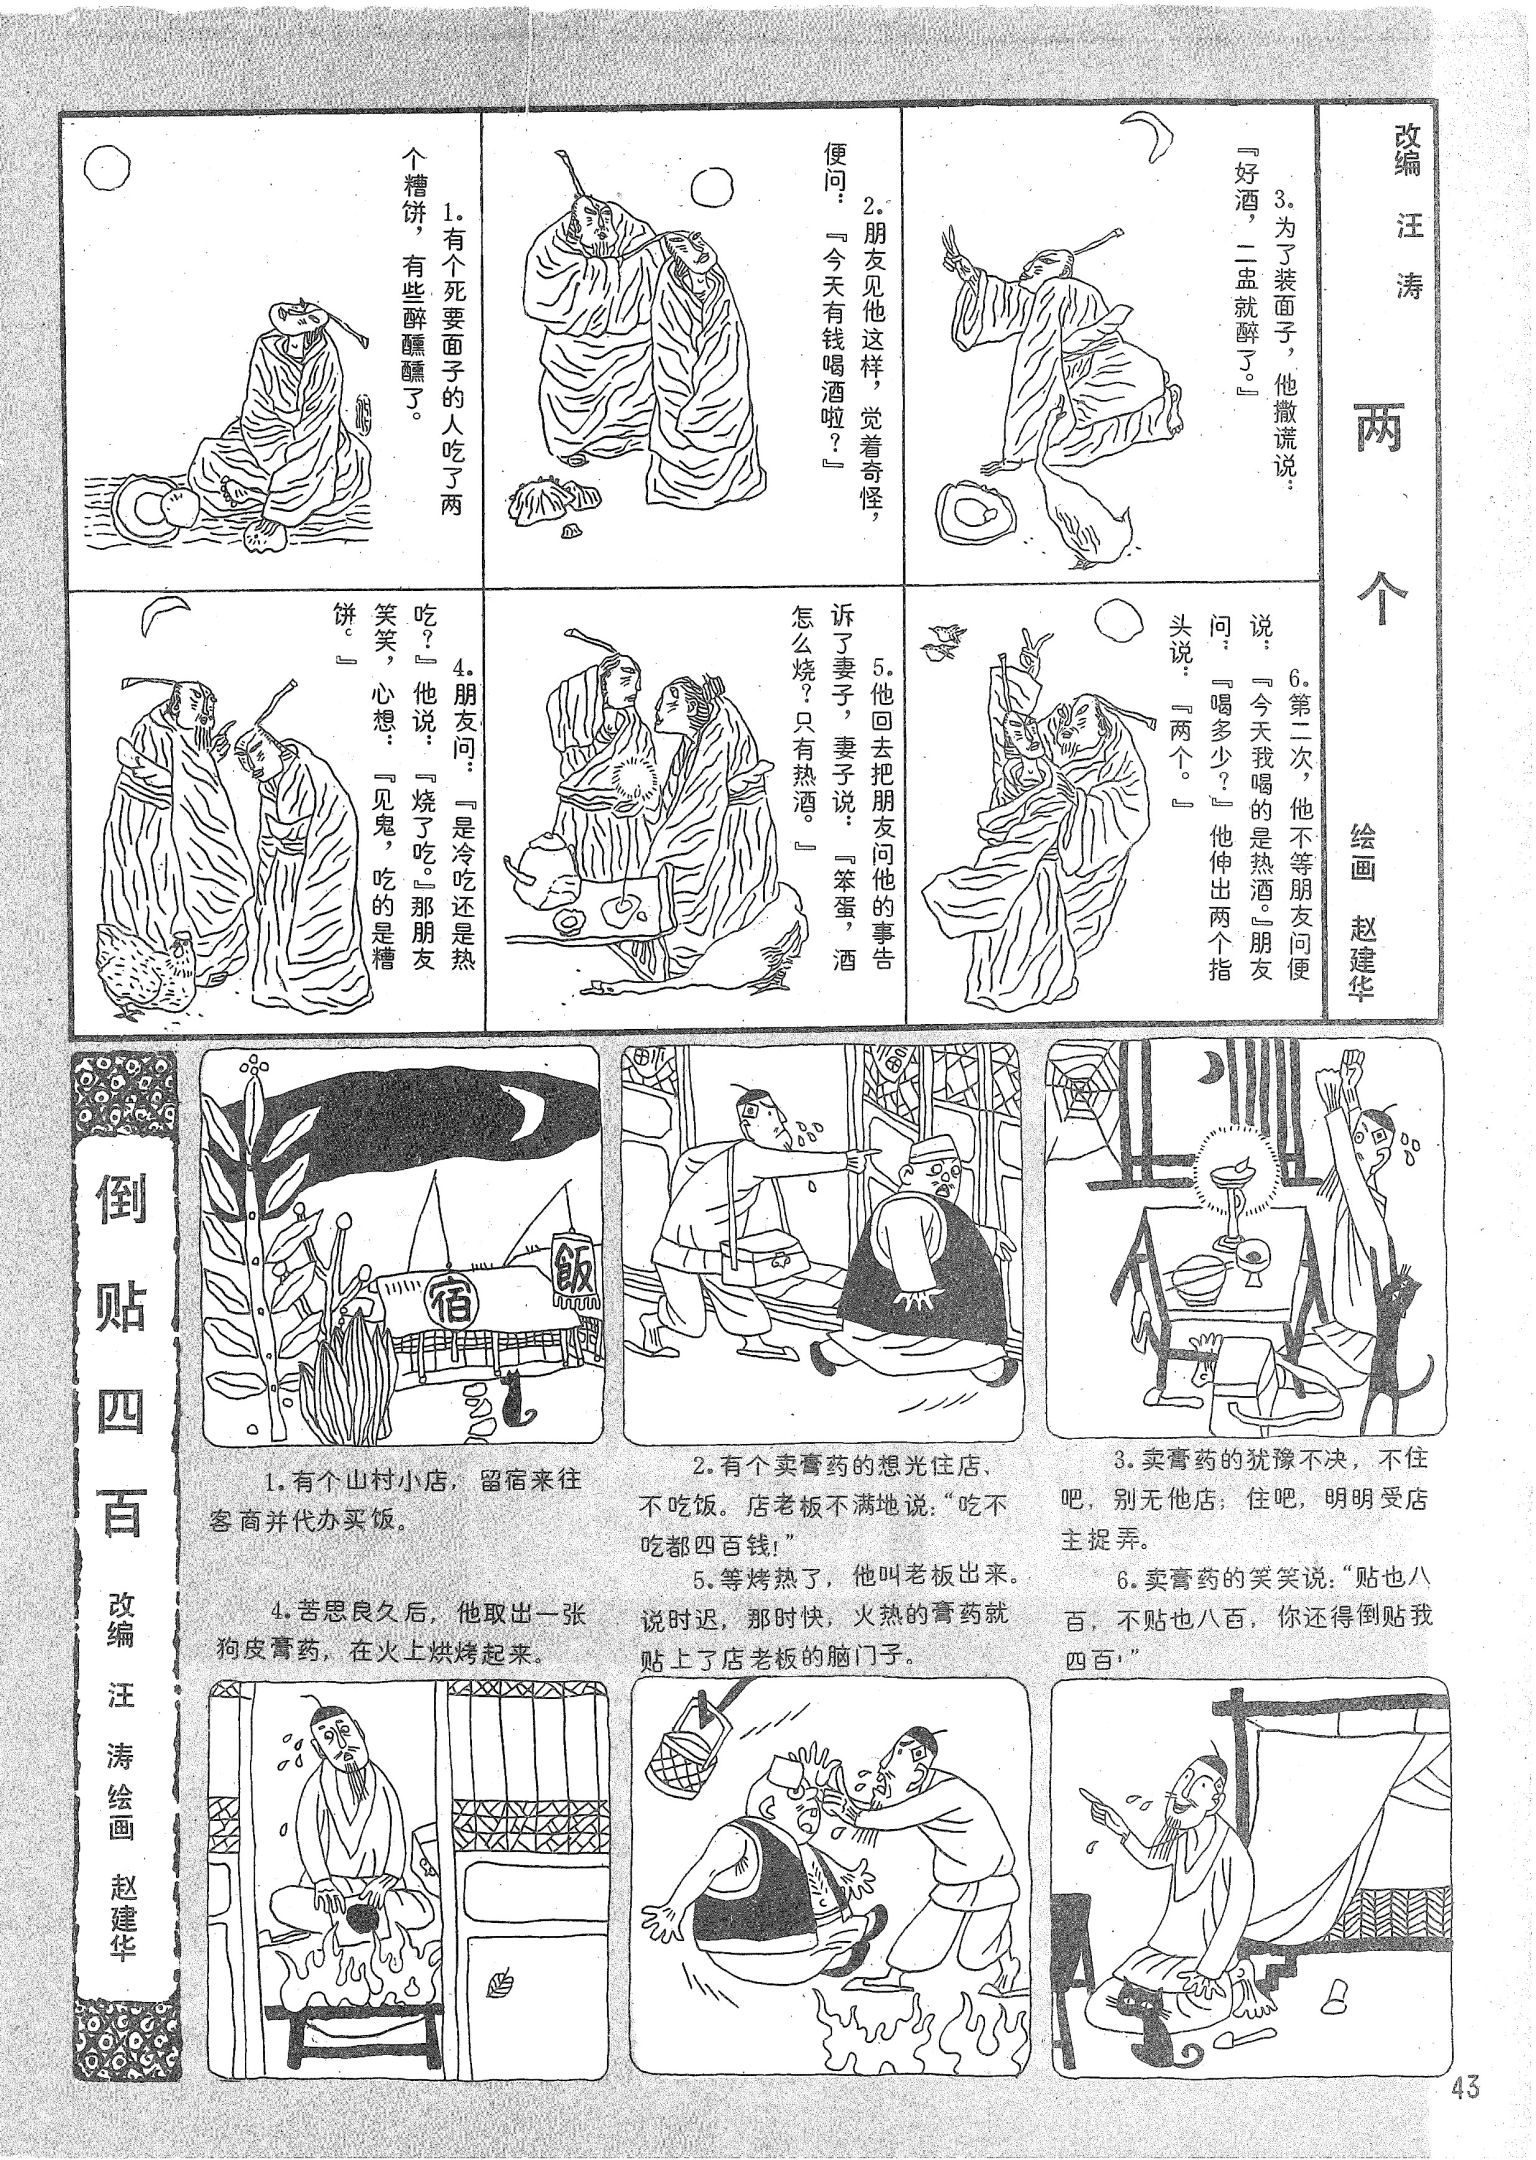 两个
改编 汪涛
绘画 赵建华
1.有个死要面子的人吃了两
个糟饼，有些醉醺醺了。
2.朋友见他这样，觉着奇怪，
便问：『今天有钱喝酒啦？』
3.为了装面子，他撒谎说：
『好酒，二盅就醉了。』
4.朋友问：『是冷吃还是热
吃？』他说：『烧了吃。』那朋友
笑笑，心想：『见鬼，吃的是糟
饼。』
5.他回去把朋友问他的事告
诉了妻子，妻子说：『笨蛋，酒
怎么烧？只有热酒。』
6.第二次，他不等朋友问便
说：『今天我喝的是热酒。』朋友
问：『喝多少？』他伸出两个指
头说：『两个。』
倒贴四百
改编 汪涛
绘画 赵建华
宿
飯
1.有个山村小店，留宿来往
客商并代办买饭。
2.有个卖膏药的想光住店、
不吃饭。店老板不满地说：“吃不
吃都四百钱！”
3.卖膏药的犹豫不决，不住
吧，别无他店；住吧，明明受店
主捉弄。
4.苦思良久后，他取出一张
狗皮膏药，在火上烘烤起来。
5.等烤热了，他叫老板出来。
说时迟，那时快，火热的膏药就
贴上了店老板的脑门子。
6.卖膏药的笑笑说：“贴也八
百，不贴也八百，你还得倒贴我
四百！”
43